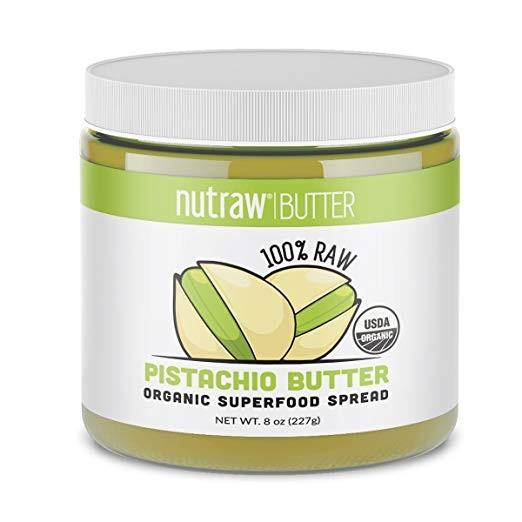 nutraw® | BUTTER
100% RAW
USDA
ORGANIC
PISTACHIO BUTTER
ORGANIC SUPERFOOD SPREAD
NET WT. 8 oz (227g)